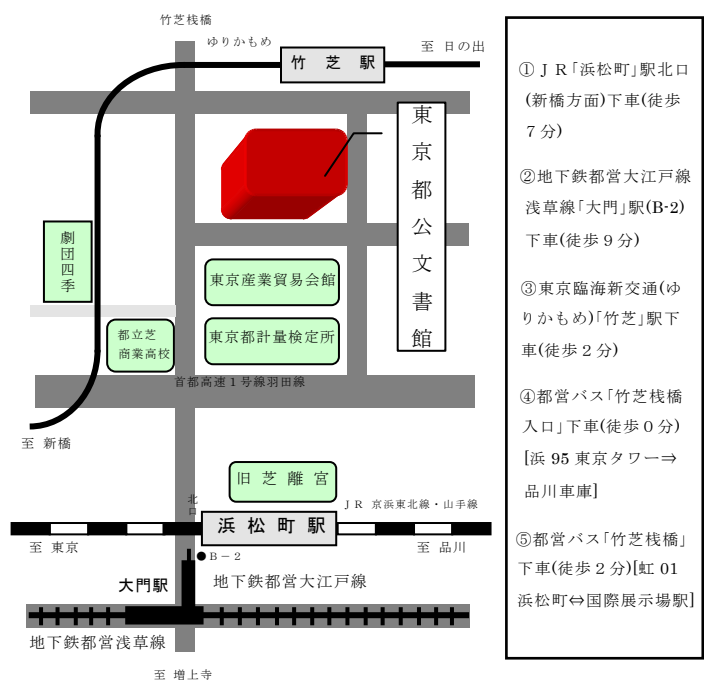 竹芝桟橋
ゆりかもめ
竹 芝 駅
至 日の出
東京都公文書館
劇団四季
東京産業貿易会館
都立芝
商業高校
東京都計量検定所
首都高速１号線羽田線
至 新橋
旧 芝 離 宮
北口
ＪＲ 京浜東北線・山手線
浜 松 町 駅
至 東京
至 品川
●Ｂ－２
大門駅
地下鉄都営大江戸線
地下鉄都営浅草線
至 増上寺
①ＪＲ｢浜松町｣駅北口
(新橋方面)下車(徒歩
７分)
②地下鉄都営大江戸線
浅草線｢大門｣駅(B-2)
下車(徒歩９分)
③東京臨海新交通(ゆ
りかもめ)｢竹芝｣駅下
車(徒歩２分)
④都営バス｢竹芝桟橋
入口｣下車(徒歩０分)
[浜 95 東京タワー⇒
品川車庫]
⑤都営バス｢竹芝桟橋｣
下車(徒歩２分)[虹 01
浜松町⇔国際展示場駅]